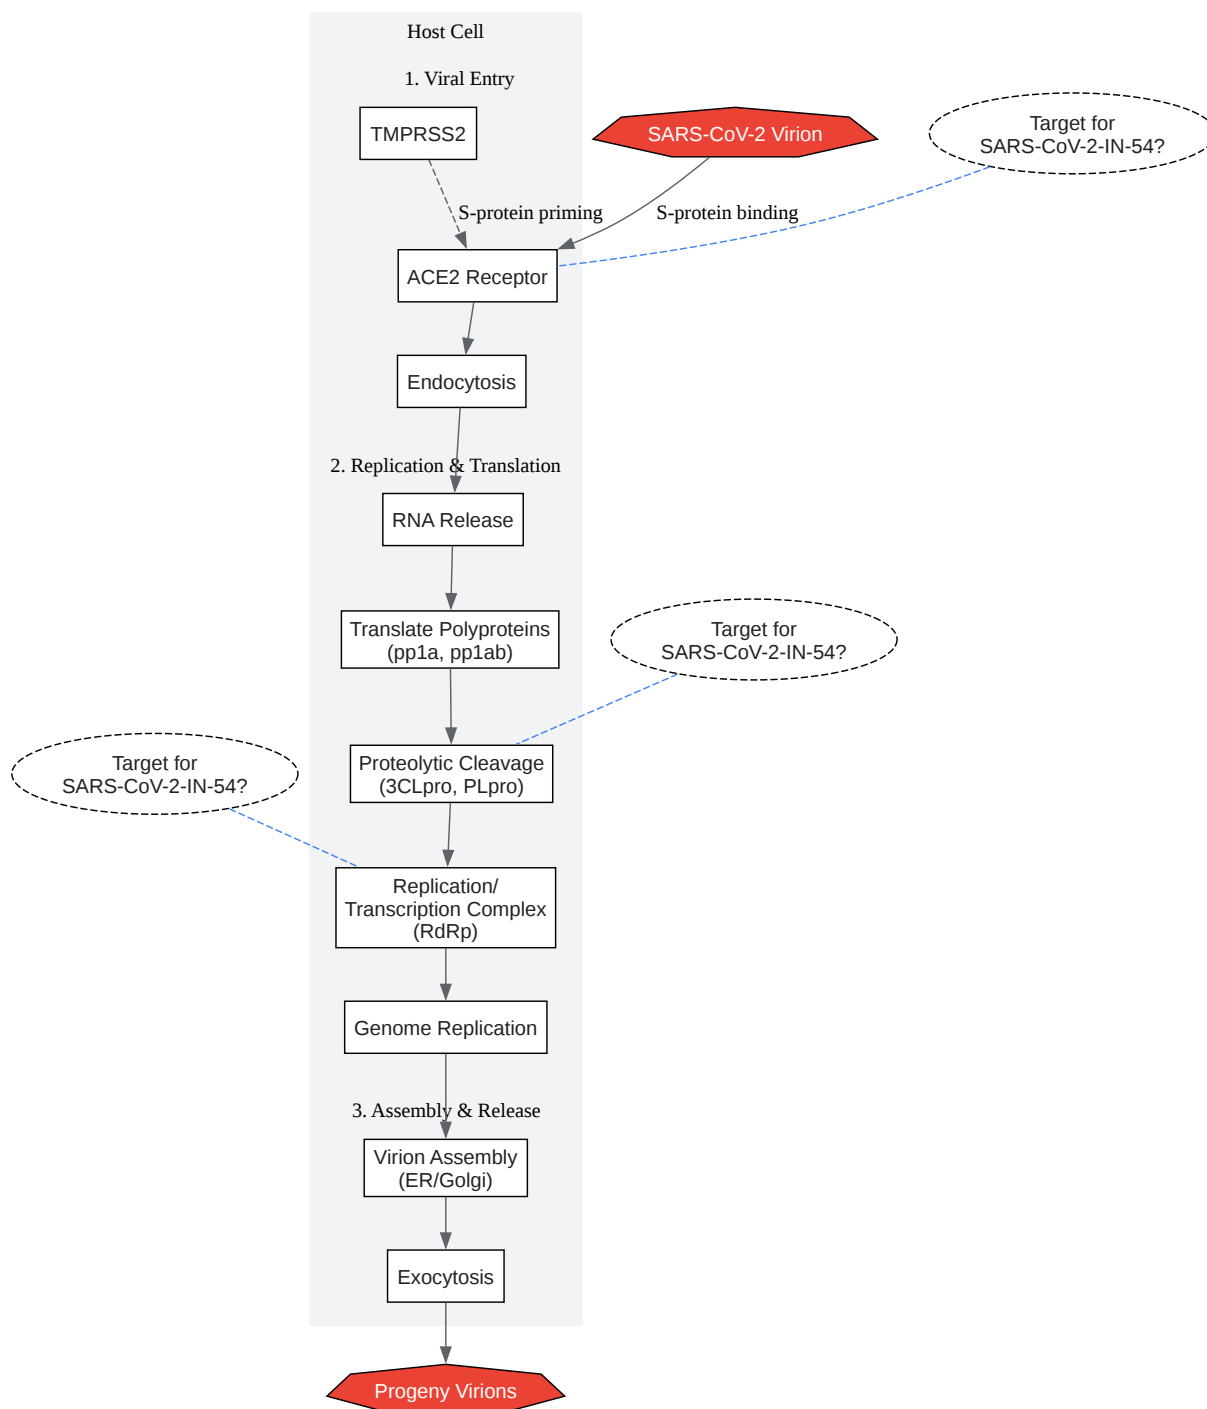 Host Cell
1. Viral Entry
TMPRSS2
SARS-CoV-2 Virion
Target for
SARS-CoV-2-IN-54?
S-protein priming
S-protein binding
ACE2 Receptor
Endocytosis
2. Replication & Translation
RNA Release
Translate Polyproteins
(pp1a, pp1ab)
Target for
SARS-CoV-2-IN-54?
Proteolytic Cleavage
(3CLpro, PLpro)
Target for
SARS-CoV-2-IN-54?
Replication/
Transcription Complex
(RdRp)
Genome Replication
3. Assembly & Release
Virion Assembly
(ER/Golgi)
Exocytosis
Progeny Virions